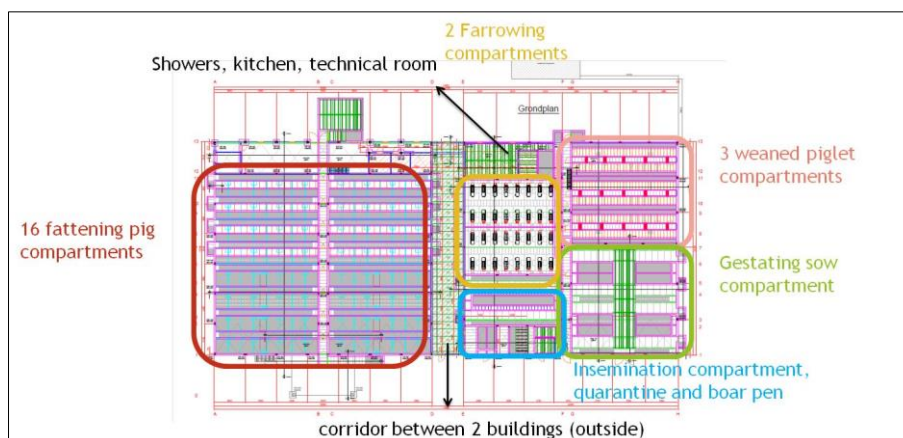 2 Farrowing
compartments
Showers, kitchen, technical room
Grondplan
3 weaned piglet
compartments
16 fattening pig
compartments
Gestating sow
compartment
Insemination compartment,
quarantine and boar pen
corridor between 2 buildings (outside)